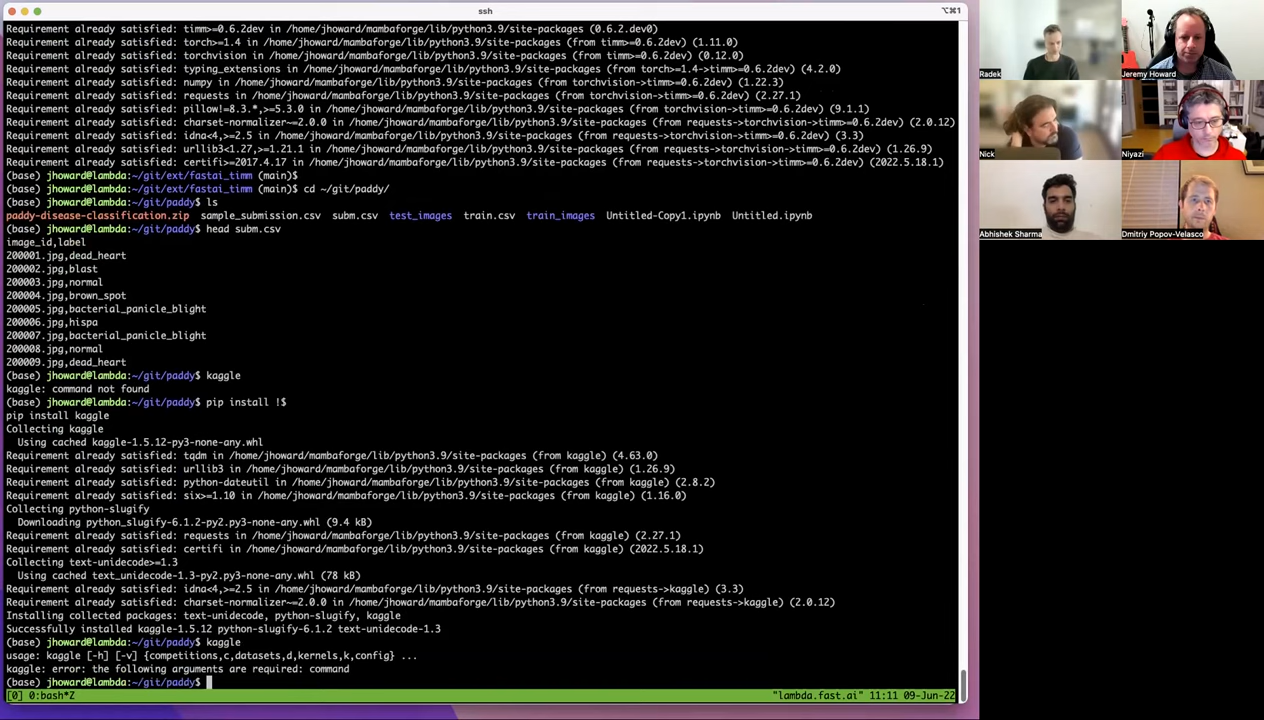 ssh
⌥⌘1
Requirement already satisfied: timm>=0.6.2dev in /home/jhoward/mambaforge/lib/python3.9/site-packages (0.6.2.dev0)
Requirement already satisfied: torch>=1.4 in /home/jhoward/mambaforge/lib/python3.9/site-packages (from timm>=0.6.2dev) (1.11.0)
Requirement already satisfied: torchvision in /home/jhoward/mambaforge/lib/python3.9/site-packages (from timm>=0.6.2dev) (0.12.0)
Requirement already satisfied: typing_extensions in /home/jhoward/mambaforge/lib/python3.9/site-packages (from torch>=1.4->timm>=0.6.2dev) (4.2.0)
Requirement already satisfied: numpy in /home/jhoward/mambaforge/lib/python3.9/site-packages (from torchvision->timm>=0.6.2dev) (1.22.3)
Requirement already satisfied: requests in /home/jhoward/mambaforge/lib/python3.9/site-packages (from torchvision->timm>=0.6.2dev) (2.27.1)
Requirement already satisfied: pillow!=8.3.*,>=5.3.0 in /home/jhoward/mambaforge/lib/python3.9/site-packages (from torchvision->timm>=0.6.2dev) (9.1.1)
Requirement already satisfied: charset-normalizer~=2.0.0 in /home/jhoward/mambaforge/lib/python3.9/site-packages (from requests->torchvision->timm>=0.6.2dev) (2.0.12)
Requirement already satisfied: idna<4,>=2.5 in /home/jhoward/mambaforge/lib/python3.9/site-packages (from requests->torchvision->timm>=0.6.2dev) (3.3)
Requirement already satisfied: urllib3<1.27,>=1.21.1 in /home/jhoward/mambaforge/lib/python3.9/site-packages (from requests->torchvision->timm>=0.6.2dev) (1.26.9)
Requirement already satisfied: certifi>=2017.4.17 in /home/jhoward/mambaforge/lib/python3.9/site-packages (from requests->torchvision->timm>=0.6.2dev) (2022.5.18.1)
(base) jhoward@lambda:~/git/ext/fastai_timm (main)$
(base) jhoward@lambda:~/git/ext/fastai_timm (main)$ cd ~/git/paddy/
(base) jhoward@lambda:~/git/paddy$ ls
paddy-disease-classification.zip sample_submission.csv subm.csv test_images train.csv train_images Untitled-Copy1.ipynb Untitled.ipynb
(base) jhoward@lambda:~/git/paddy$ head subm.csv
image_id,label
200001.jpg,dead_heart
200002.jpg,blast
200003.jpg,normal
200004.jpg,brown_spot
200005.jpg,bacterial_panicle_blight
200006.jpg,hispa
200007.jpg,bacterial_panicle_blight
200008.jpg,normal
200009.jpg,dead_heart
(base) jhoward@lambda:~/git/paddy$ kaggle
kaggle: command not found
(base) jhoward@lambda:~/git/paddy$ pip install !$
pip install kaggle
Collecting kaggle
Using cached kaggle-1.5.12-py3-none-any.whl
Requirement already satisfied: tqdm in /home/jhoward/mambaforge/lib/python3.9/site-packages (from kaggle) (4.63.0)
Requirement already satisfied: urllib3 in /home/jhoward/mambaforge/lib/python3.9/site-packages (from kaggle) (1.26.9)
Requirement already satisfied: python-dateutil in /home/jhoward/mambaforge/lib/python3.9/site-packages (from kaggle) (2.8.2)
Requirement already satisfied: six>=1.10 in /home/jhoward/mambaforge/lib/python3.9/site-packages (from kaggle) (1.16.0)
Collecting python-slugify
Downloading python_slugify-6.1.2-py2.py3-none-any.whl (9.4 kB)
Requirement already satisfied: requests in /home/jhoward/mambaforge/lib/python3.9/site-packages (from kaggle) (2.27.1)
Requirement already satisfied: certifi in /home/jhoward/mambaforge/lib/python3.9/site-packages (from kaggle) (2022.5.18.1)
Collecting text-unidecode>=1.3
Using cached text_unidecode-1.3-py2.py3-none-any.whl (78 kB)
Requirement already satisfied: idna<4,>=2.5 in /home/jhoward/mambaforge/lib/python3.9/site-packages (from requests->kaggle) (3.3)
Requirement already satisfied: charset-normalizer~=2.0.0 in /home/jhoward/mambaforge/lib/python3.9/site-packages (from requests->kaggle) (2.0.12)
Installing collected packages: text-unidecode, python-slugify, kaggle
Successfully installed kaggle-1.5.12 python-slugify-6.1.2 text-unidecode-1.3
(base) jhoward@lambda:~/git/paddy$ kaggle
usage: kaggle [-h] [-v] {competitions,c,datasets,d,kernels,k,config} ...
kaggle: error: the following arguments are required: command
(base) jhoward@lambda:~/git/paddy$
[0] 0:bash*Z "lambda.fast.ai" 11:11 09-Jun-22
Radek
Jeremy Howard
Nick
Niyazi
Abhishek Sharma
Dmitriy Popov-Velasco